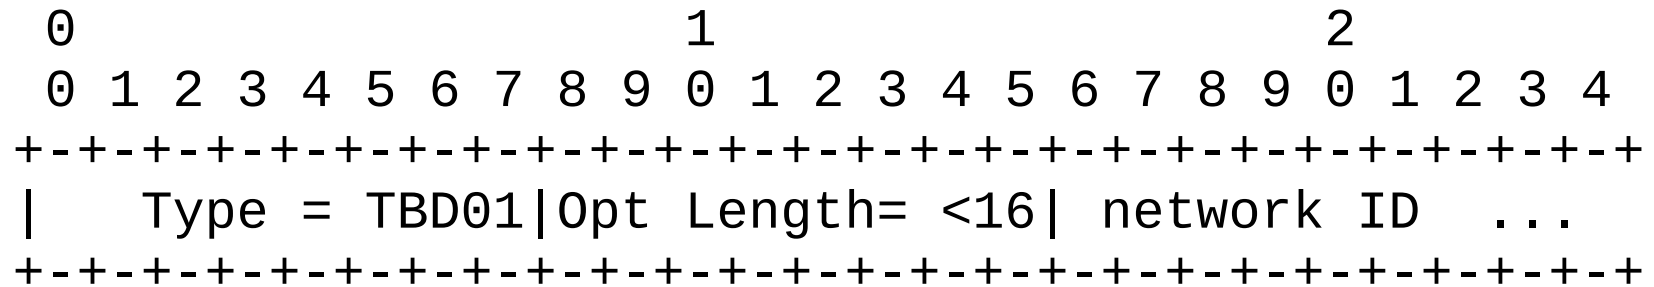 0                   1                   2
 0 1 2 3 4 5 6 7 8 9 0 1 2 3 4 5 6 7 8 9 0 1 2 3 4
+-+-+-+-+-+-+-+-+-+-+-+-+-+-+-+-+-+-+-+-+-+-+-+-+-+
|   Type = TBD01|Opt Length= <16| network ID  ...
+-+-+-+-+-+-+-+-+-+-+-+-+-+-+-+-+-+-+-+-+-+-+-+-+-+